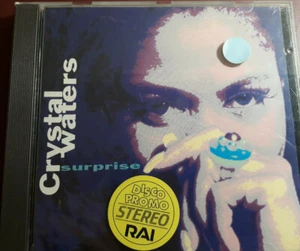 Crystal
Waters
surprise
DISCO
PROMO
STEREO
RAI